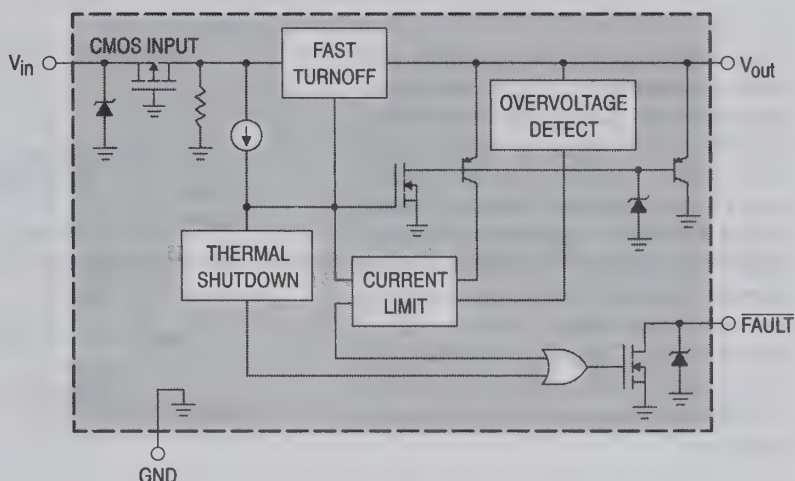 CMOS INPUT
Vin
FAST
TURNOFF
Vout
OVERVOLTAGE
DETECT
THERMAL
SHUTDOWN
CURRENT
LIMIT
FAULT
GND